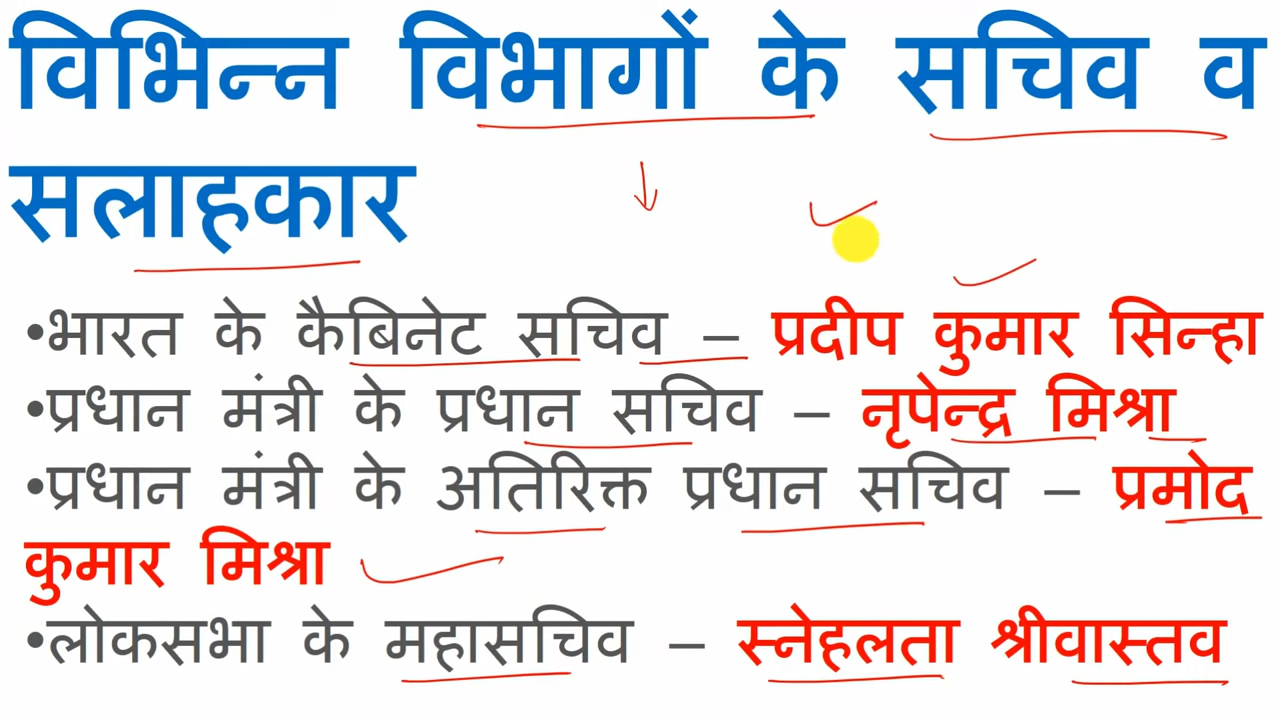 विभिन्न विभागों के सचिव व
सलाहकार
•भारत के कैबिनेट सचिव – प्रदीप कुमार सिन्हा
•प्रधान मंत्री के प्रधान सचिव – नृपेन्द्र मिश्रा
•प्रधान मंत्री के अतिरिक्त प्रधान सचिव – प्रमोद
कुमार मिश्रा
•लोकसभा के महासचिव – स्नेहलता श्रीवास्तव